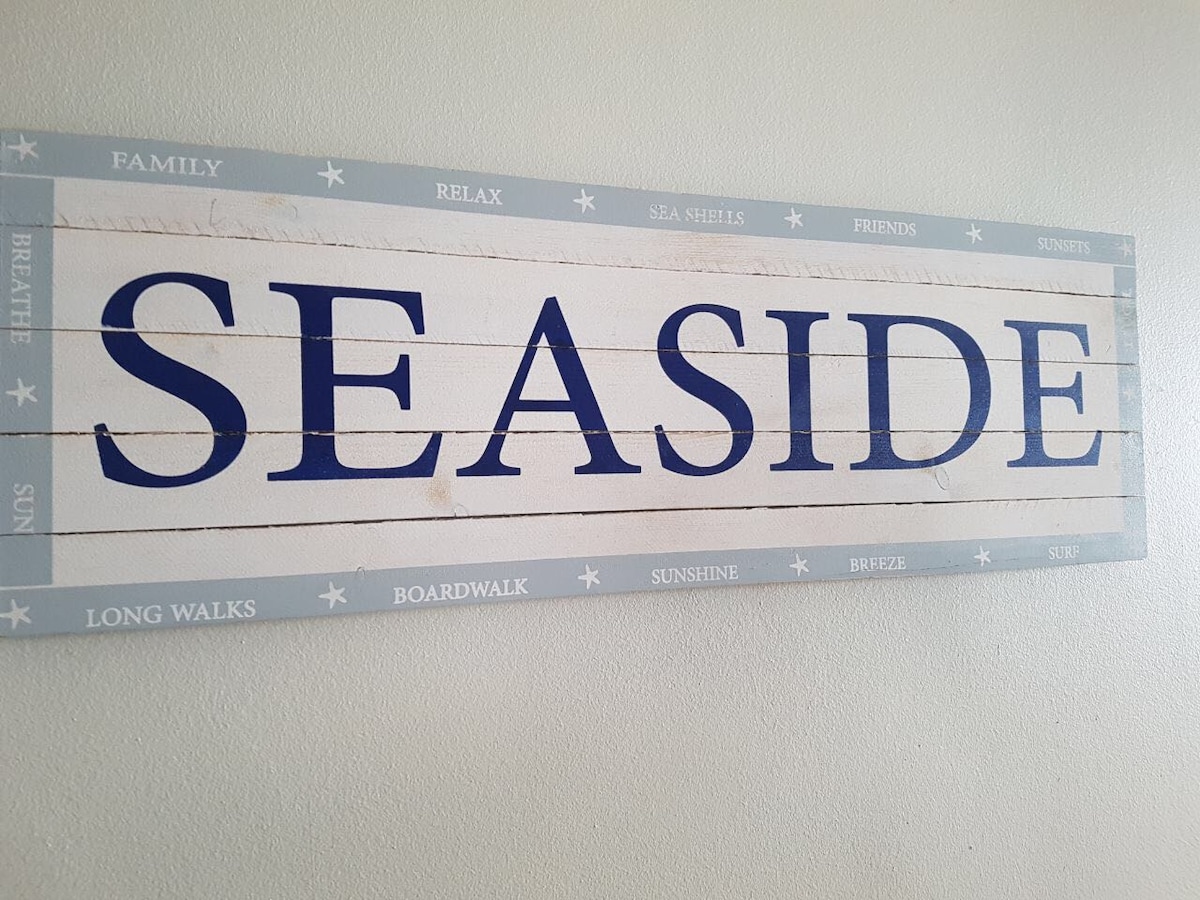 FAMILY RELAX SEA SHELLS FRIENDS SUNSETS
BREATHE
SUN
SEASIDE
LONG WALKS BOARDWALK SUNSHINE BREEZE SURF